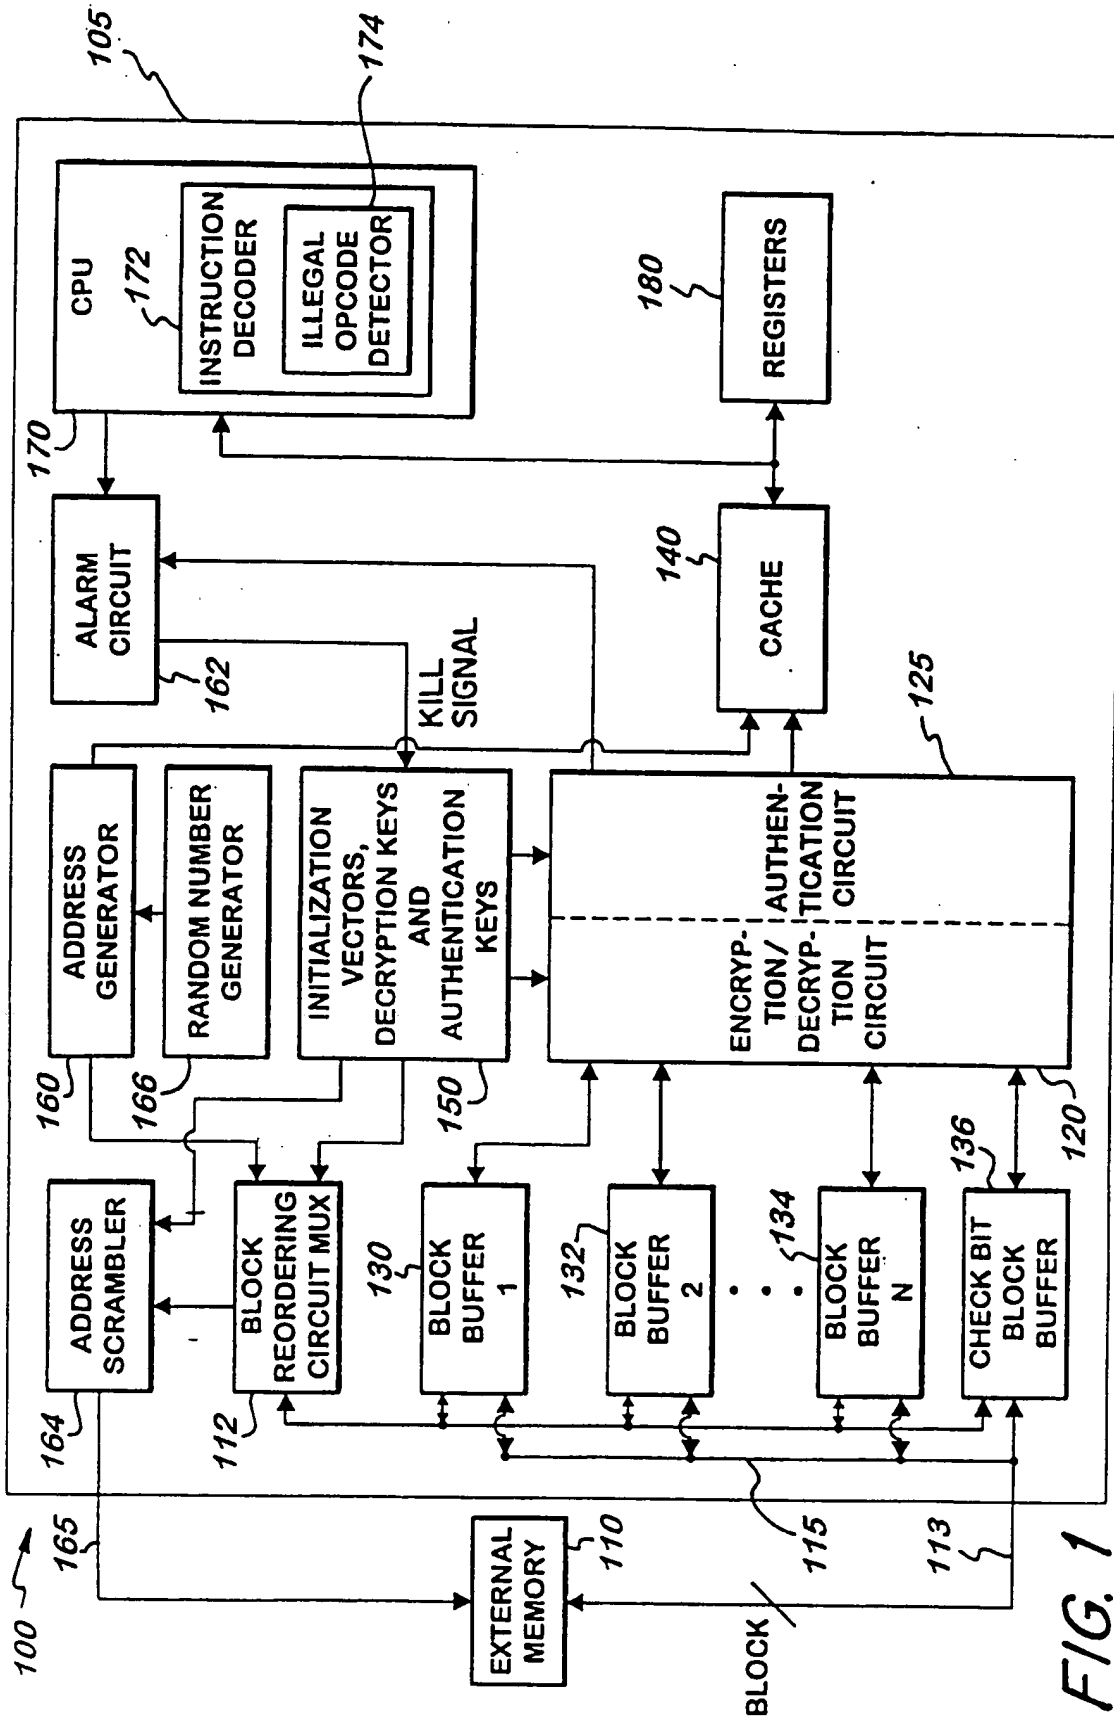 100
165
EXTERNAL
MEMORY
110
BLOCK
115
113
164
ADDRESS
SCRAMBLER
112
BLOCK
REORDERING
CIRCUIT MUX
130
BLOCK
BUFFER
1
132
BLOCK
BUFFER
2
134
BLOCK
BUFFER
N
136
CHECK BIT
BLOCK
BUFFER
160
ADDRESS
GENERATOR
166
RANDOM NUMBER
GENERATOR
150
INITIALIZATION
VECTORS,
DECRYPTION KEYS
AND
AUTHENTICATION
KEYS
120
ENCRYP-
TION/
DECRYP-
TION
CIRCUIT
AUTHEN-
TICATION
CIRCUIT
125
ALARM
CIRCUIT
162
KILL
SIGNAL
140
CACHE
170
CPU
172
INSTRUCTION
DECODER
ILLEGAL
OPCODE
DETECTOR
174
180
REGISTERS
105
FIG. 1